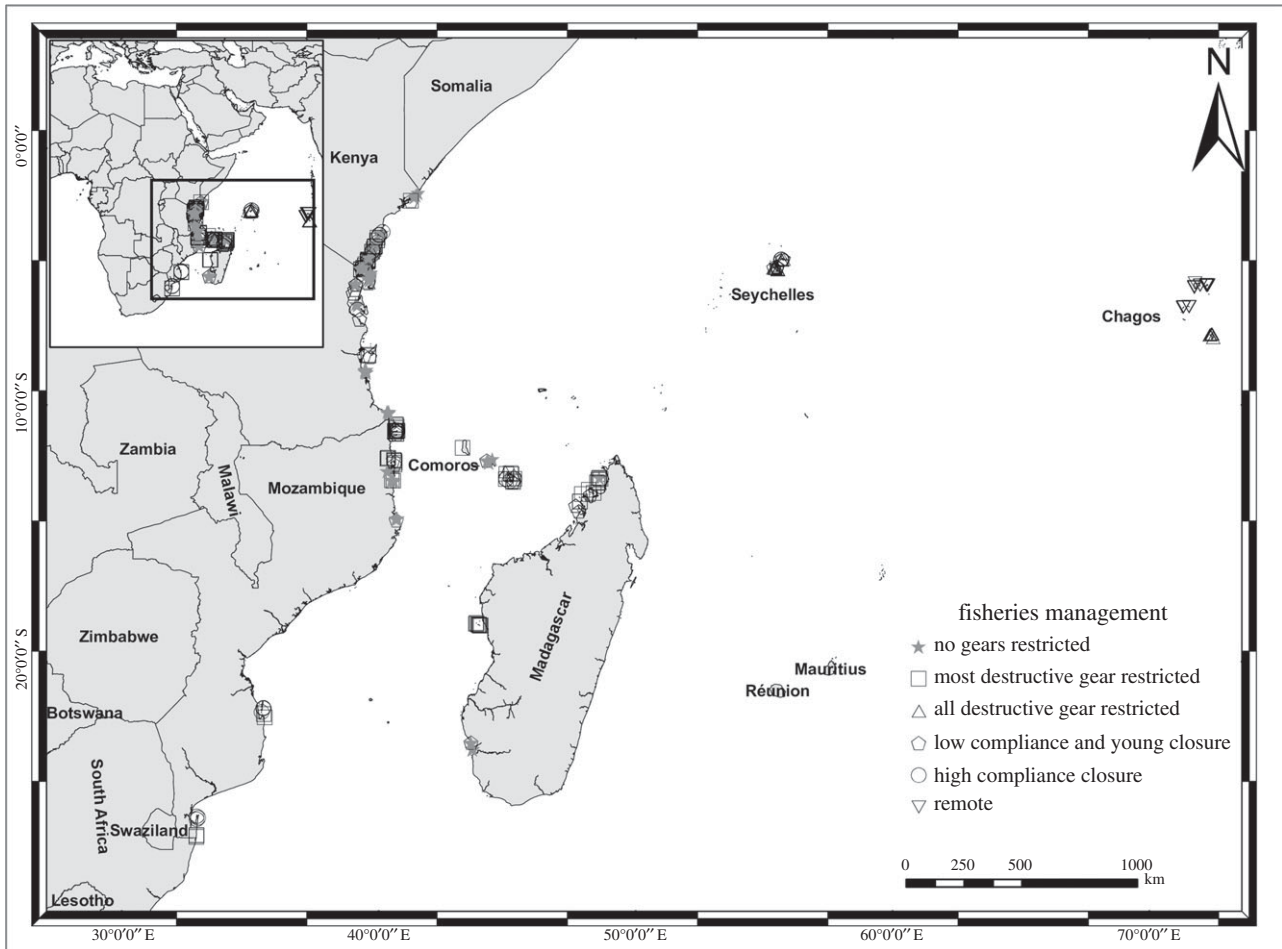 N
Somalia
Kenya
0°0′0″
Seychelles
Chagos
10°0′0″ S
Zambia
Malawi
Mozambique
Comoros
Madagascar
Zimbabwe
Botswana
South Africa
Swaziland
Lesotho
20°0′0″ S
Mauritius
Réunion
fisheries management
no gears restricted
most destructive gear restricted
all destructive gear restricted
low compliance and young closure
high compliance closure
remote
0 250 500 1000
km
30°0′0″ E 40°0′0″ E 50°0′0″ E 60°0′0″ E 70°0′0″ E